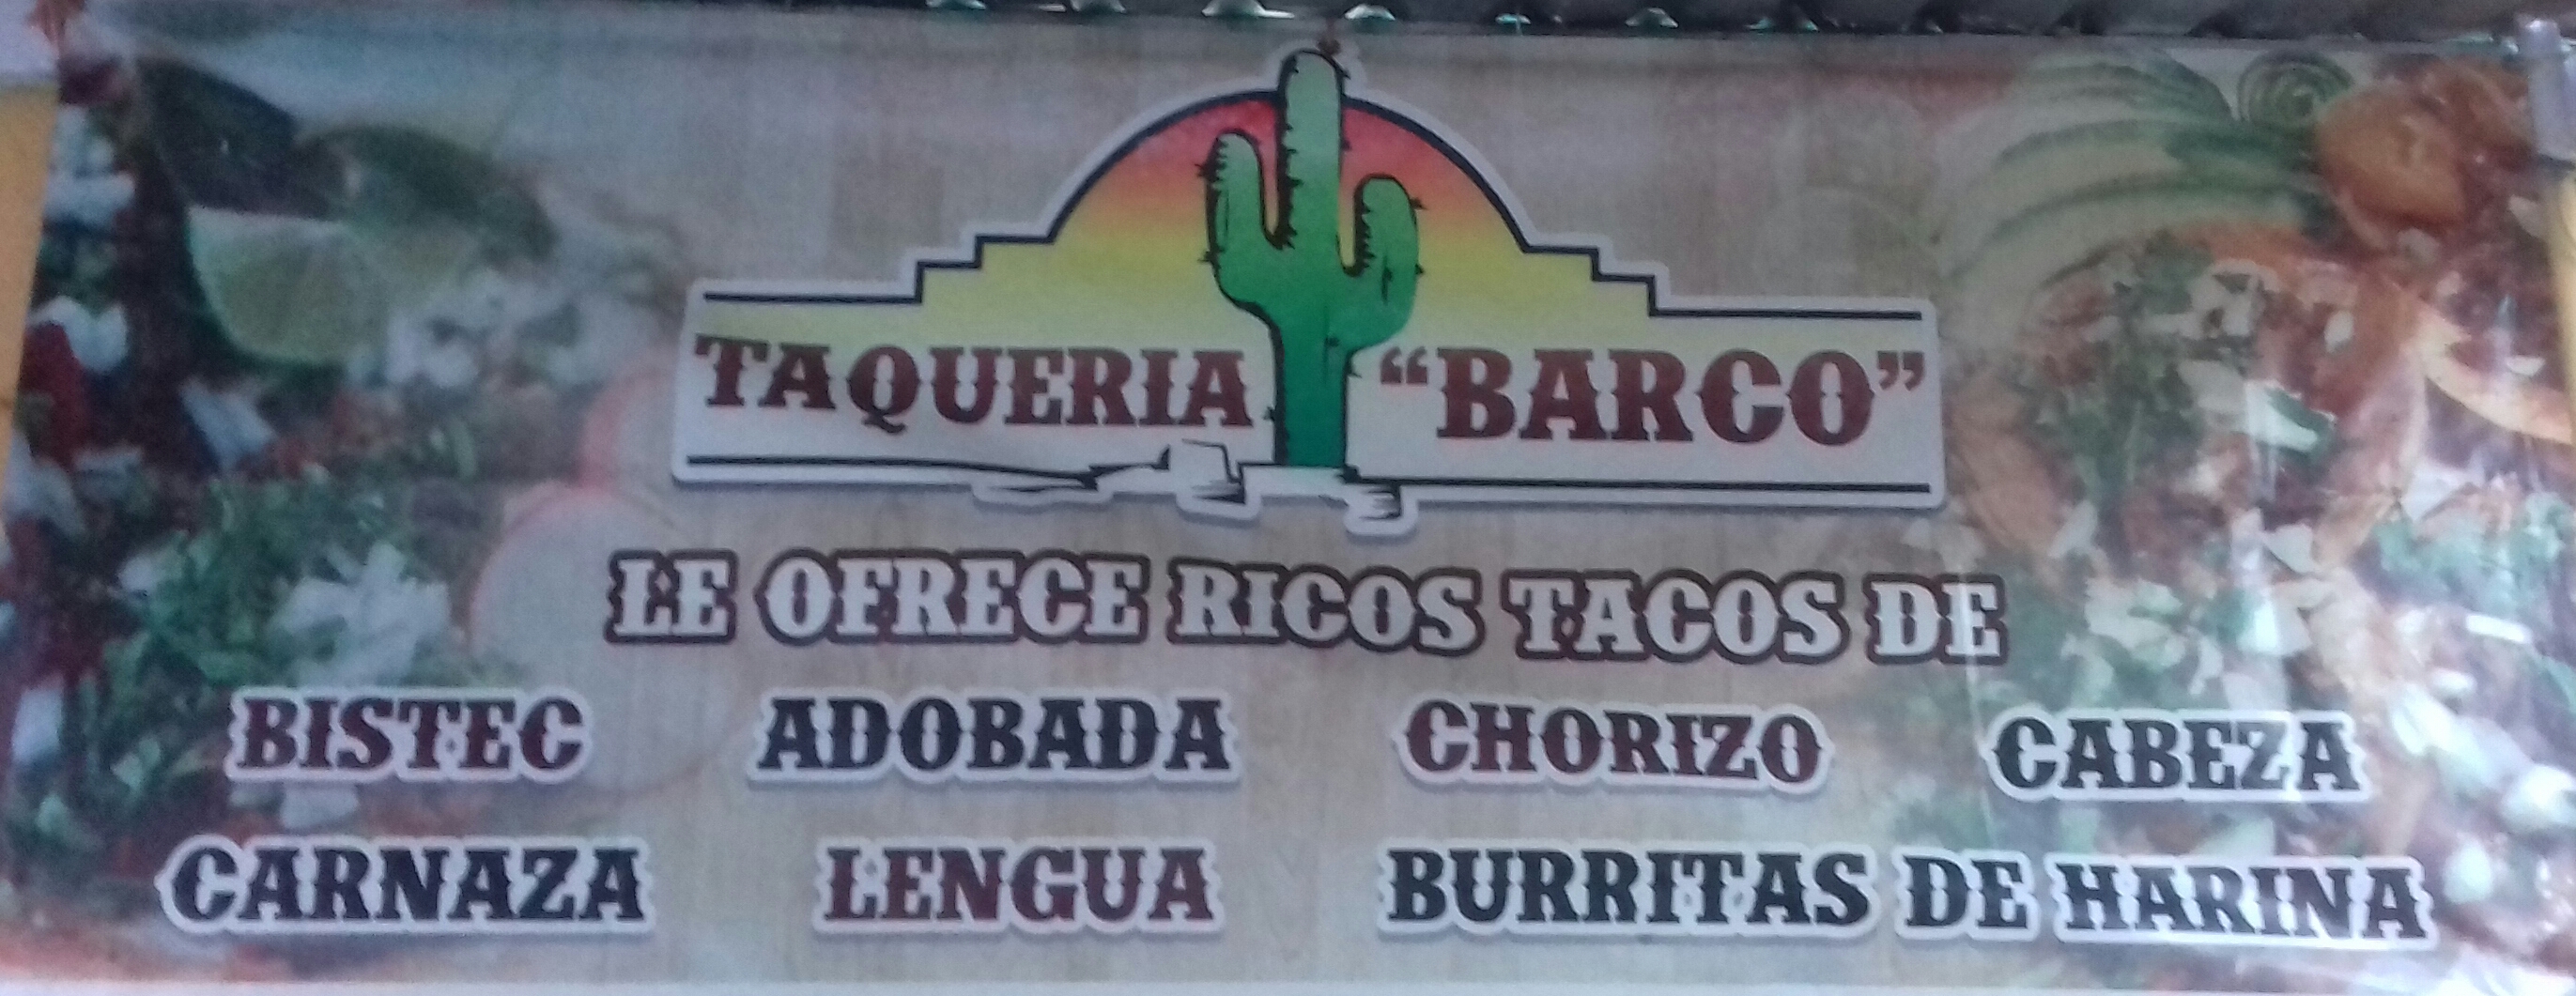 TAQUERIA "BARCO"
LE OFRECE RICOS TACOS DE
BISTEC ADOBADA CHORIZO CABEZA
CARNAZA LENGUA BURRITAS DE HARINA